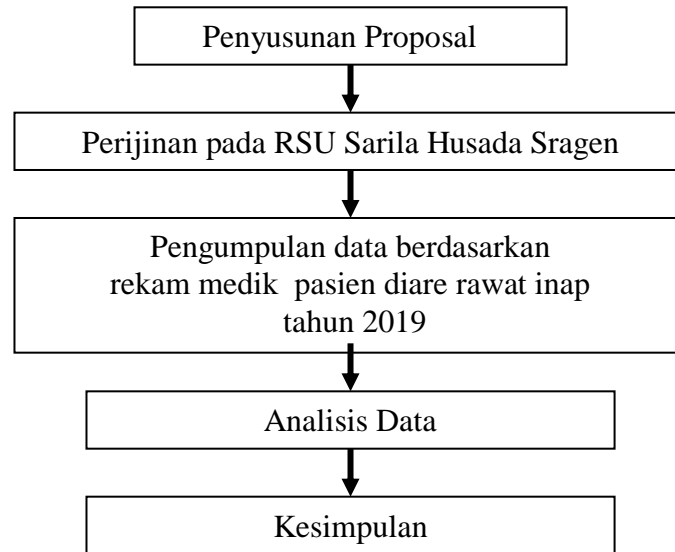 Penyusunan Proposal
Perijinan pada RSU Sarila Husada Sragen
Pengumpulan data berdasarkan
rekam medik pasien diare rawat inap
tahun 2019
Analisis Data
Kesimpulan